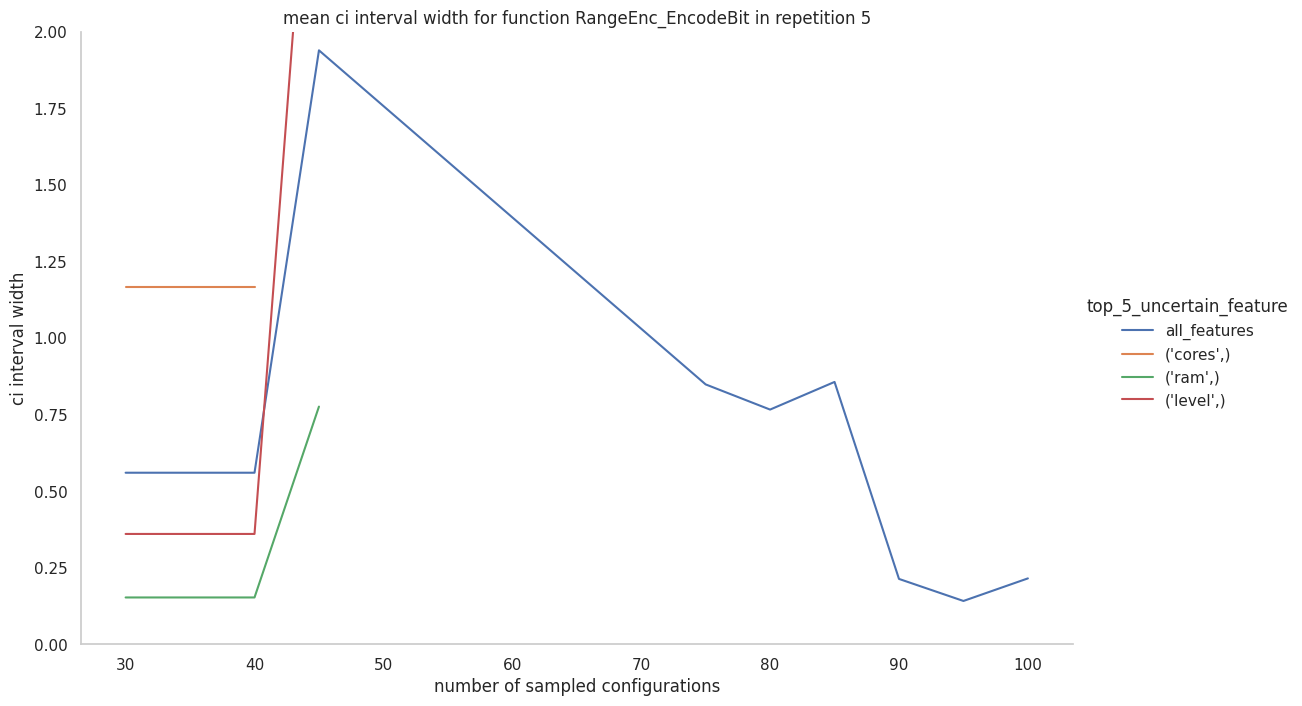 mean ci interval width for function RangeEnc_EncodeBit in repetition 5
2.00
1.75
1.50
1.25
1.00
0.75
0.50
0.25
0.00
ci interval width
30 40 50 60 70 80 90 100
number of sampled configurations
top_5_uncertain_feature
all_features
('cores',)
('ram',)
('level',)